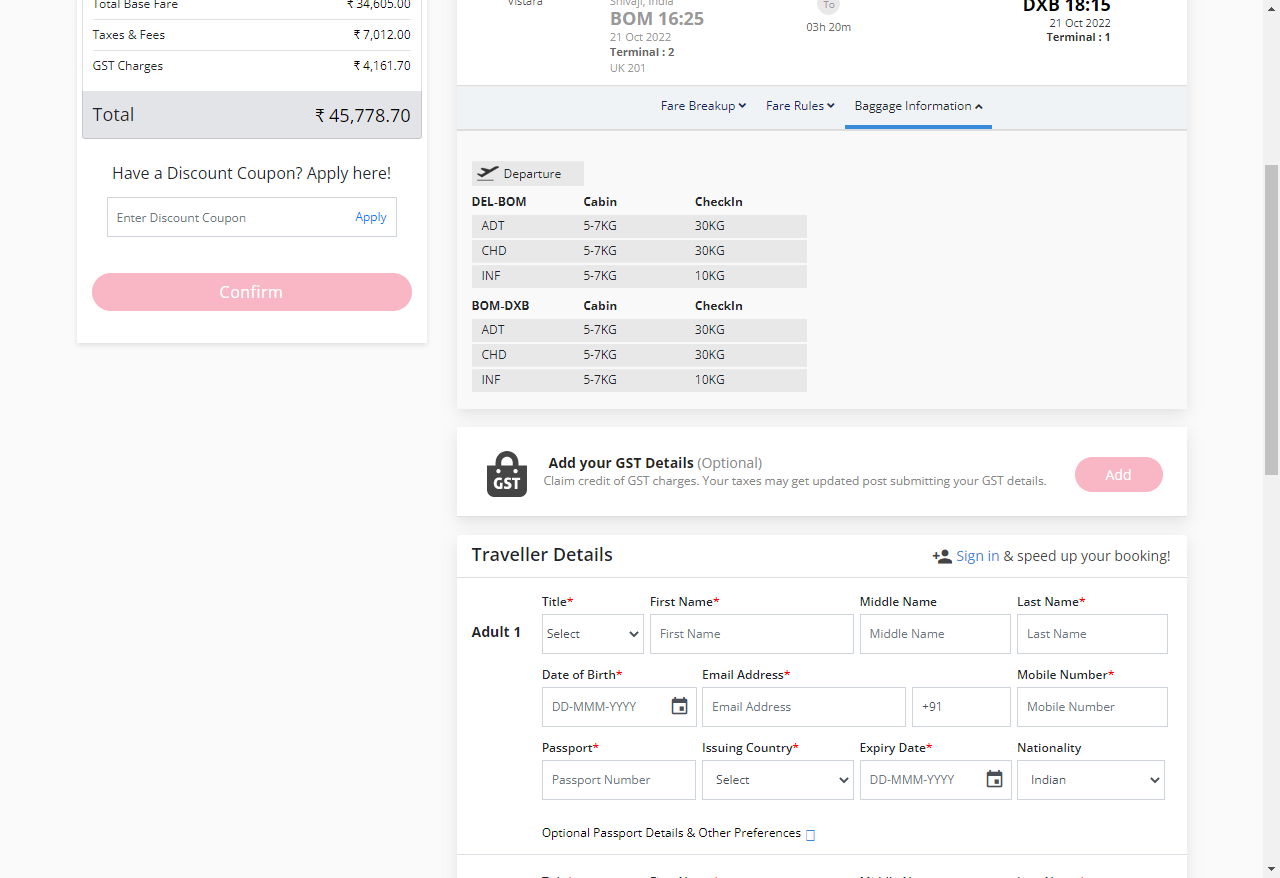 Total Base Fare ₹ 34,605.00
Taxes & Fees ₹ 7,012.00
GST Charges ₹ 4,161.70
Total ₹ 45,778.70
Have a Discount Coupon? Apply here!
Enter Discount Coupon Apply
Confirm
Vistara
Shivaji, India
BOM 16:25
21 Oct 2022
Terminal : 2
UK 201
To
03h 20m
DXB 18:15
21 Oct 2022
Terminal : 1
Fare Breakup Fare Rules Baggage Information
Departure
DEL-BOM Cabin CheckIn
ADT 5-7KG 30KG
CHD 5-7KG 30KG
INF 5-7KG 10KG
BOM-DXB Cabin CheckIn
ADT 5-7KG 30KG
CHD 5-7KG 30KG
INF 5-7KG 10KG
GST
Add your GST Details (Optional)
Claim credit of GST charges. Your taxes may get updated post submitting your GST details.
Add
Traveller Details Sign in & speed up your booking!
Title* First Name* Middle Name Last Name*
Adult 1 Select First Name Middle Name Last Name
Date of Birth* Email Address* Mobile Number*
DD-MMM-YYYY Email Address +91 Mobile Number
Passport* Issuing Country* Expiry Date* Nationality
Passport Number Select DD-MMM-YYYY Indian
Optional Passport Details & Other Preferences